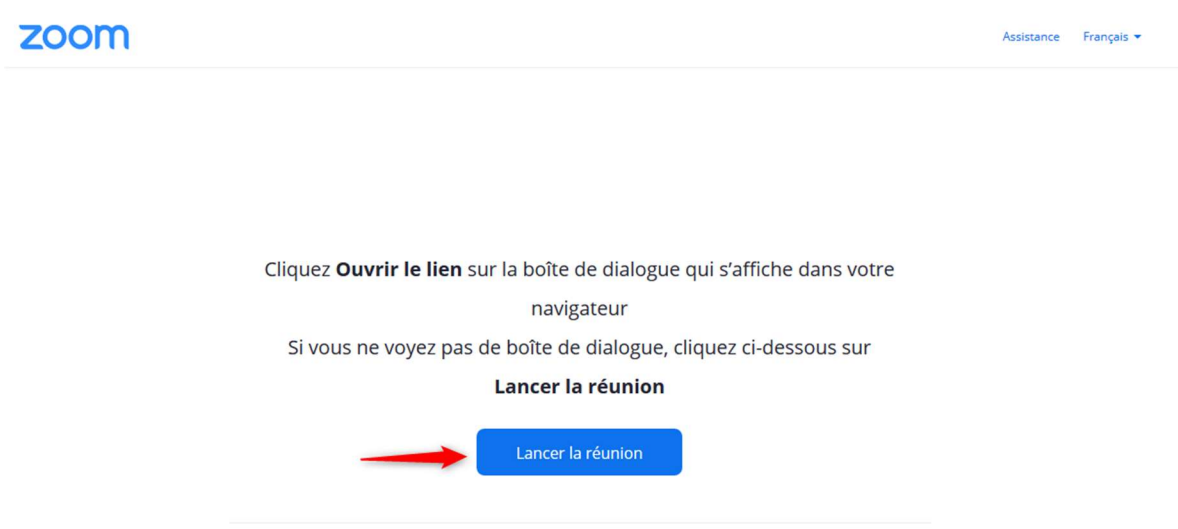 zoom
Assistance Français
Cliquez Ouvrir le lien sur la boîte de dialogue qui s’affiche dans votre
navigateur
Si vous ne voyez pas de boîte de dialogue, cliquez ci-dessous sur
Lancer la réunion
Lancer la réunion